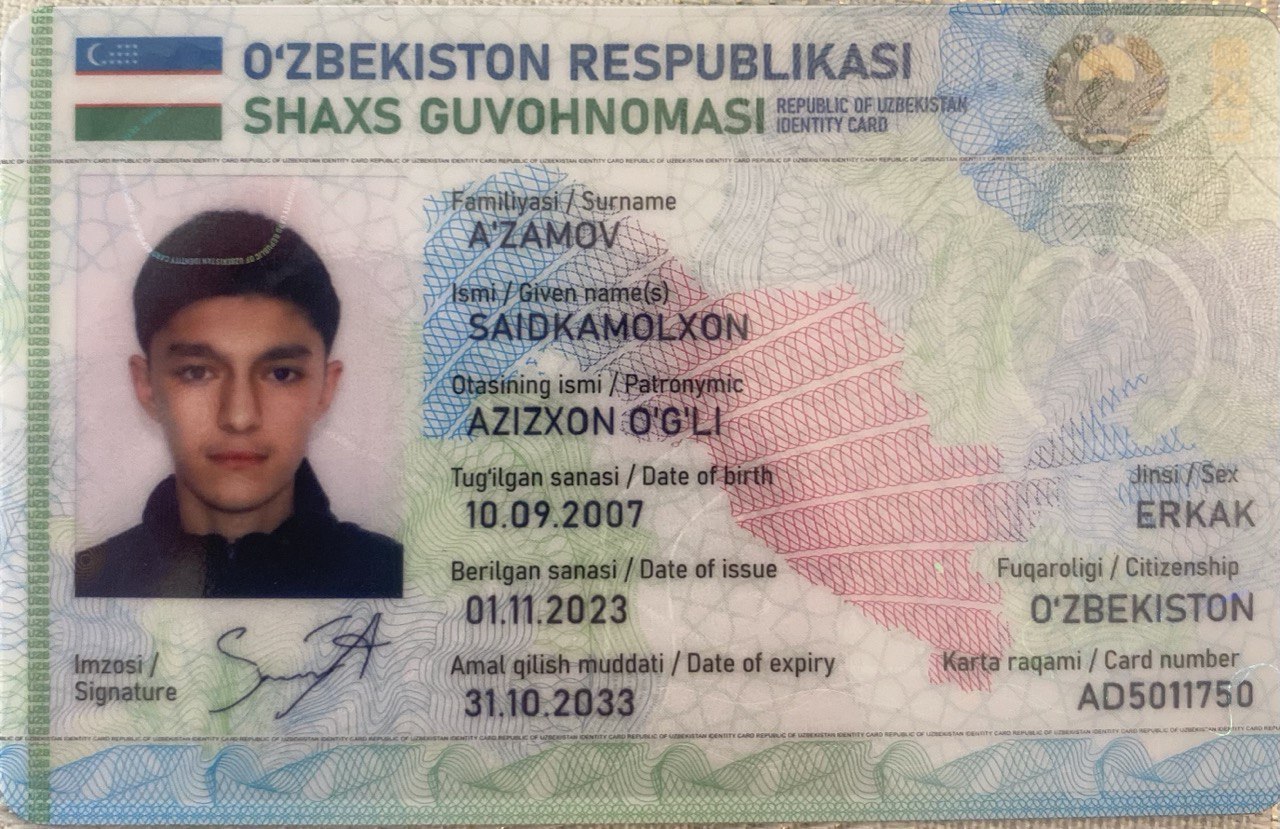 O‘ZBEKISTON RESPUBLIKASI
SHAXS GUVOHNOMASI
REPUBLIC OF UZBEKISTAN
IDENTITY CARD
Familiyasi / Surname
A'ZAMOV
Ismi / Given name(s)
SAIDKAMOLXON
Otasining ismi / Patronymic
AZIZXON O'G'LI
Tug‘ilgan sanasi / Date of birth
10.09.2007
Jinsi / Sex
ERKAK
Berilgan sanasi / Date of issue
01.11.2023
Fuqaroligi / Citizenship
O‘ZBEKISTON
Amal qilish muddati / Date of expiry
31.10.2033
Karta raqami / Card number
AD5011750
Imzosi /
Signature